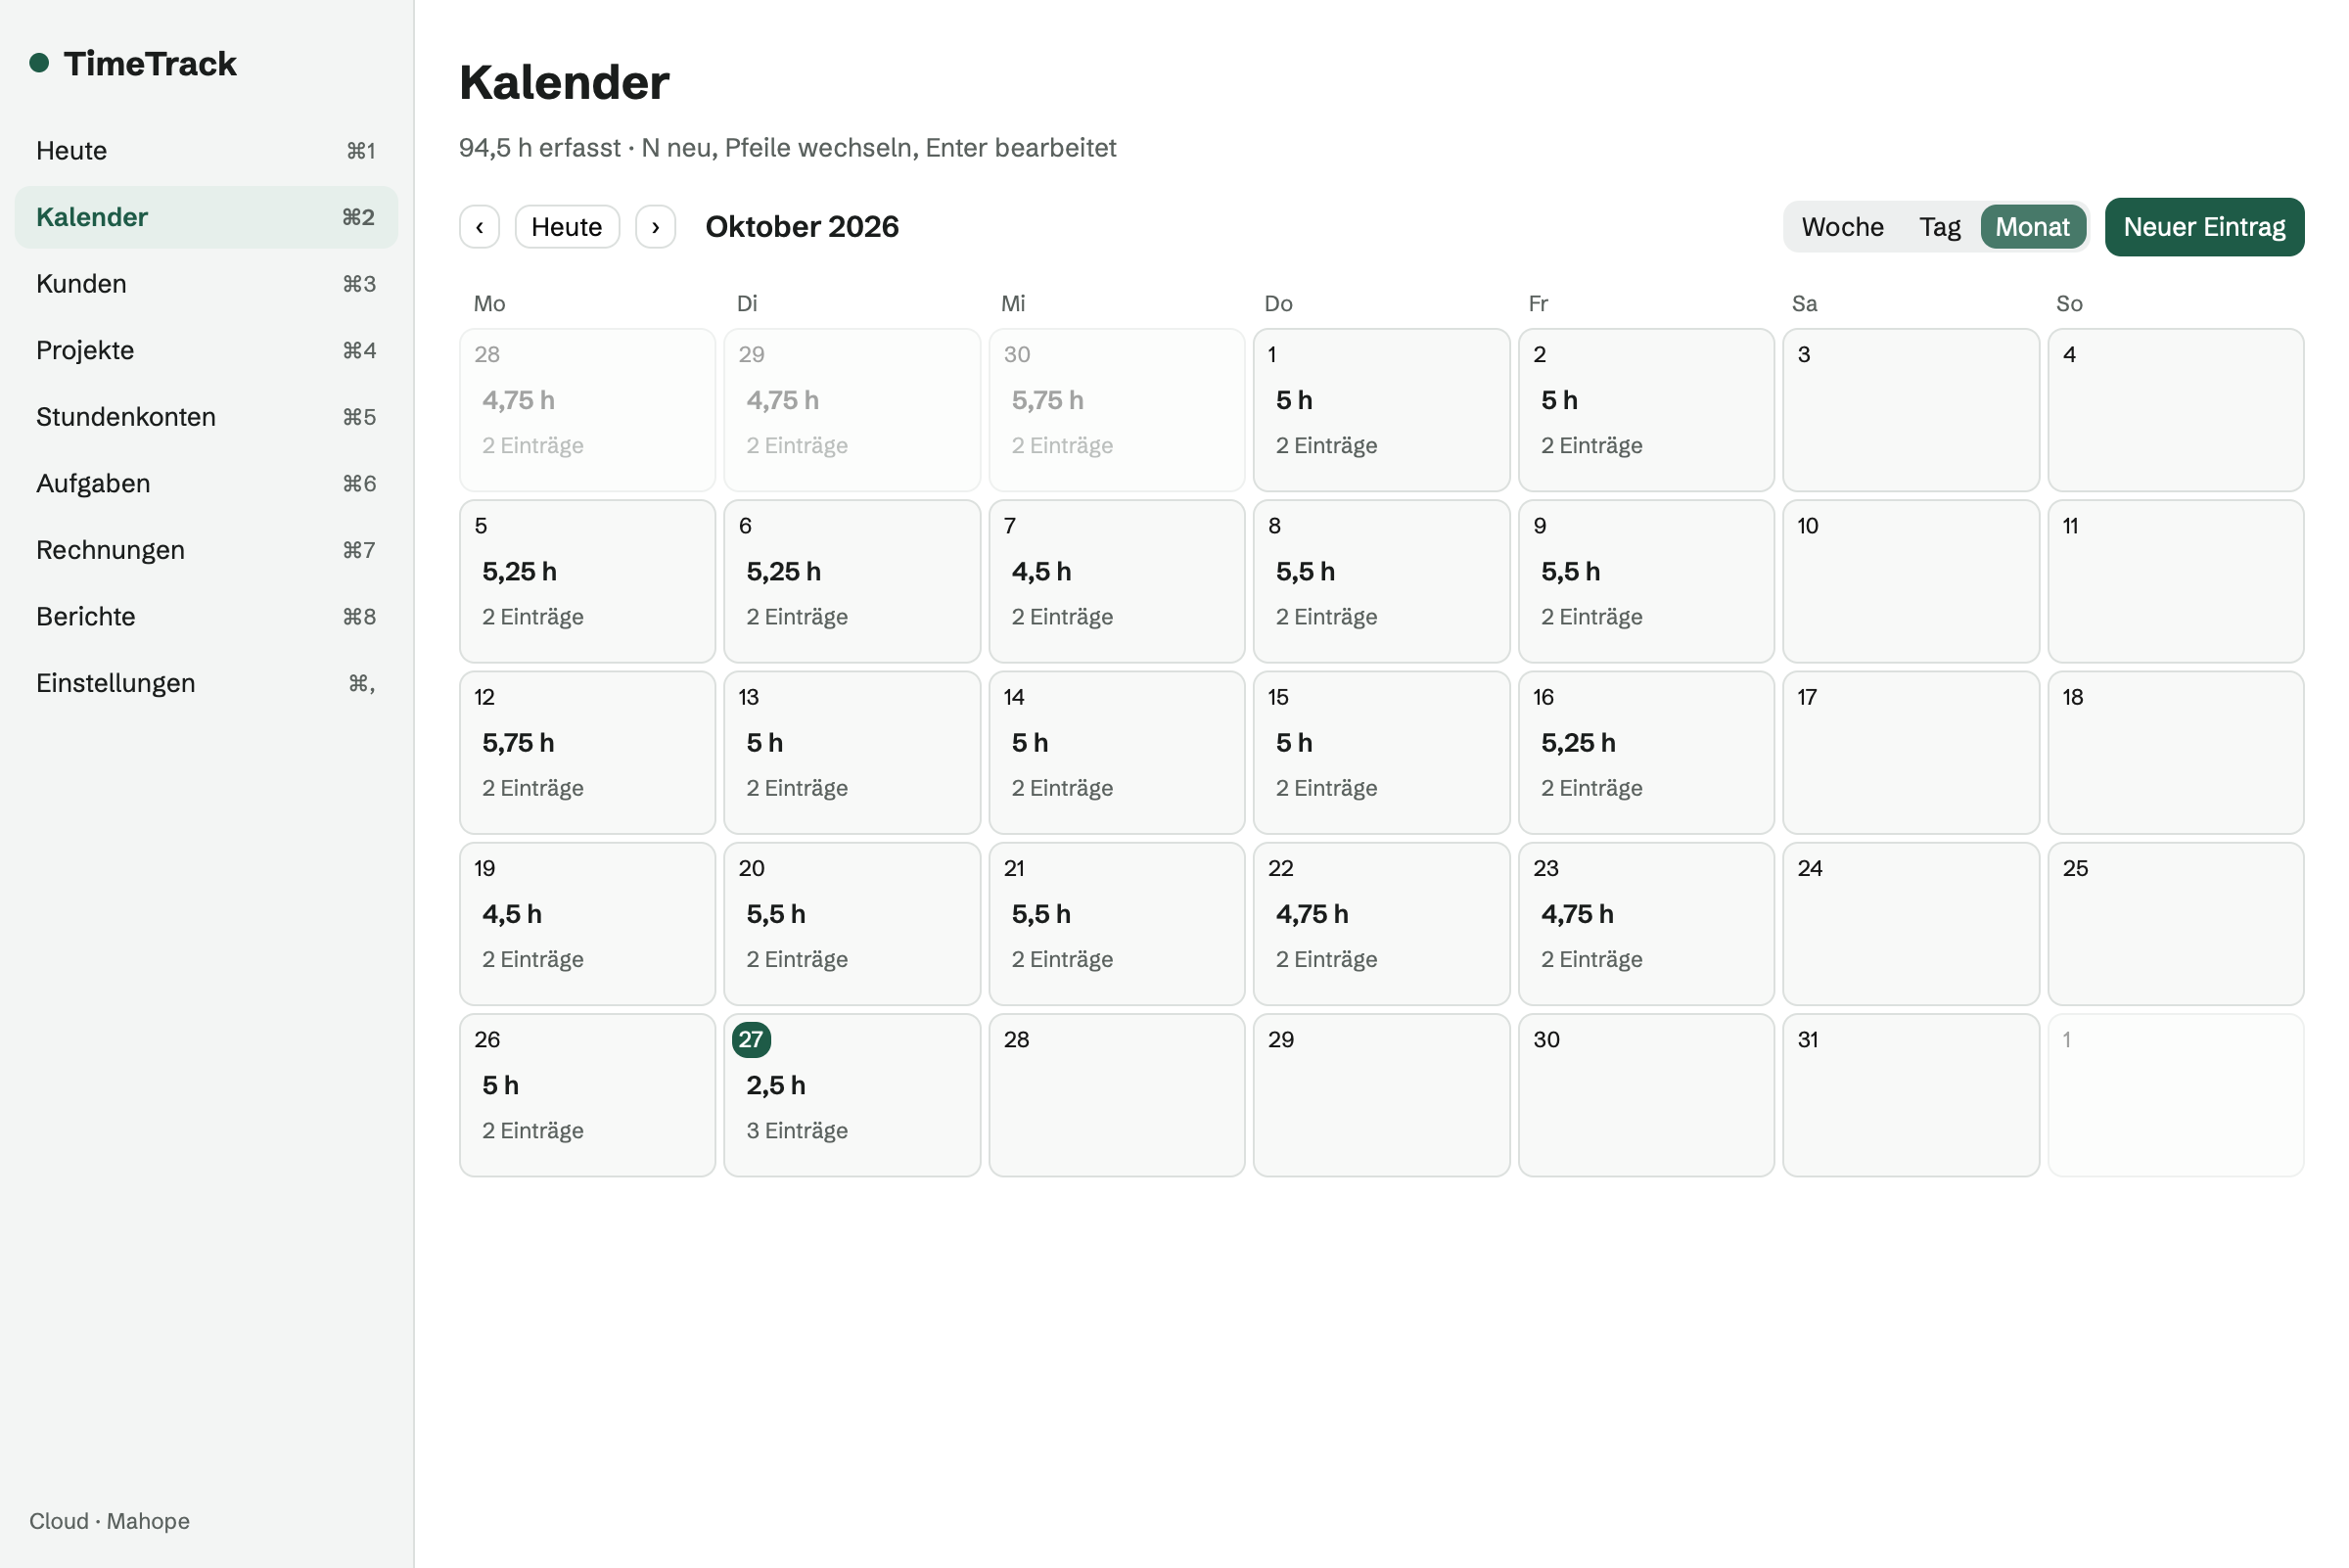 TimeTrack
Heute ⌘1
Kalender ⌘2
Kunden ⌘3
Projekte ⌘4
Stundenkonten ⌘5
Aufgaben ⌘6
Rechnungen ⌘7
Berichte ⌘8
Einstellungen ⌘,
Cloud · Mahope
Kalender
94,5 h erfasst · N neu, Pfeile wechseln, Enter bearbeitet
‹ Heute › Oktober 2026 Woche Tag Monat Neuer Eintrag
Mo Di Mi Do Fr Sa So
28 29 30 1 2 3 4
4,75 h 4,75 h 5,75 h 5 h 5 h
2 Einträge 2 Einträge 2 Einträge 2 Einträge 2 Einträge
5 6 7 8 9 10 11
5,25 h 5,25 h 4,5 h 5,5 h 5,5 h
2 Einträge 2 Einträge 2 Einträge 2 Einträge 2 Einträge
12 13 14 15 16 17 18
5,75 h 5 h 5 h 5 h 5,25 h
2 Einträge 2 Einträge 2 Einträge 2 Einträge 2 Einträge
19 20 21 22 23 24 25
4,5 h 5,5 h 5,5 h 4,75 h 4,75 h
2 Einträge 2 Einträge 2 Einträge 2 Einträge 2 Einträge
26 27 28 29 30 31 1
5 h 2,5 h
2 Einträge 3 Einträge